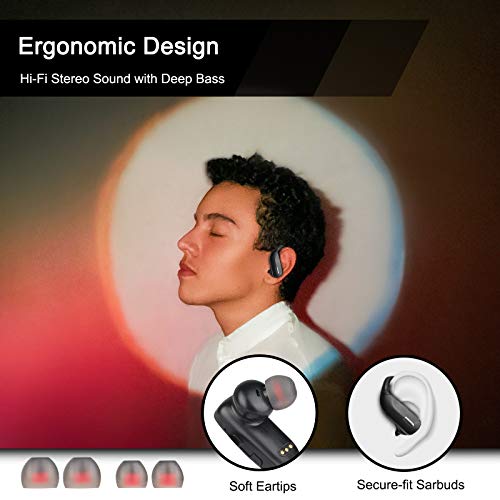 Ergonomic Design
Hi-Fi Stereo Sound with Deep Bass
Soft Eartips
Secure-fit Sarbuds